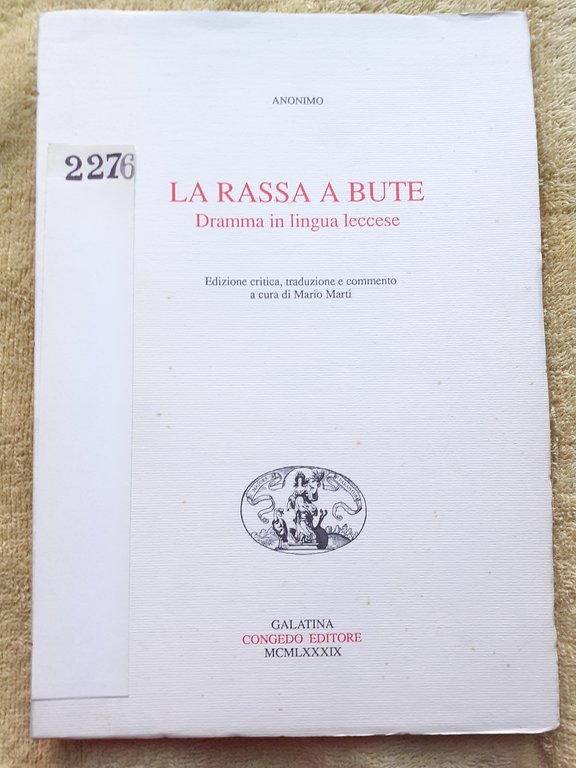 ANONIMO
2276
LA RASSA A BUTE
Dramma in lingua leccese
Edizione critica, traduzione e commento
a cura di Mario Marti
GALATINA
CONGEDO EDITORE
MCMLXXXIX